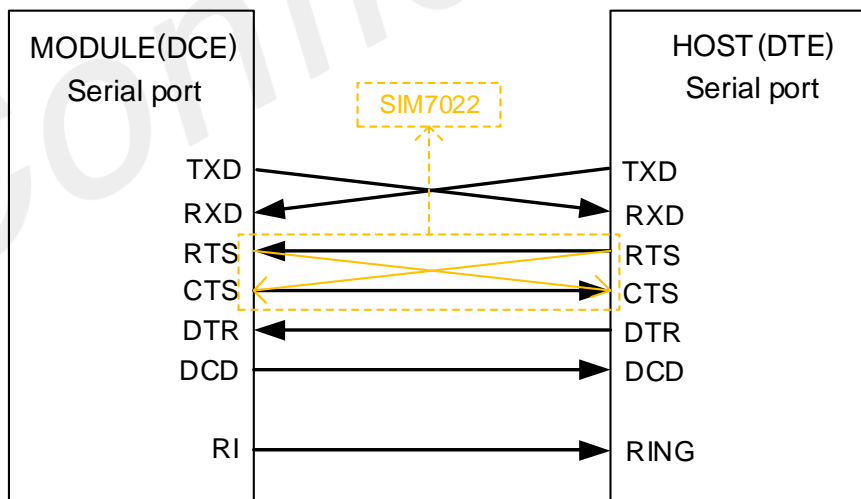 MODULE(DCE)
Serial port
HOST(DTE)
Serial port
SIM7022
TXD
TXD
RXD
RXD
RTS
RTS
CTS
CTS
DTR
DTR
DCD
DCD
RI
RING